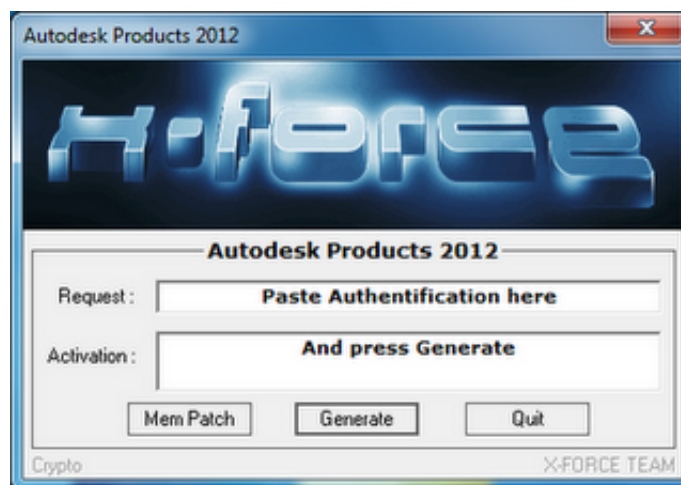 Autodesk Products 2012
x-force
Autodesk Products 2012
Request :
Paste Authentification here
Activation :
And press Generate
Mem Patch
Generate
Quit
Crypto
X-FORCE TEAM